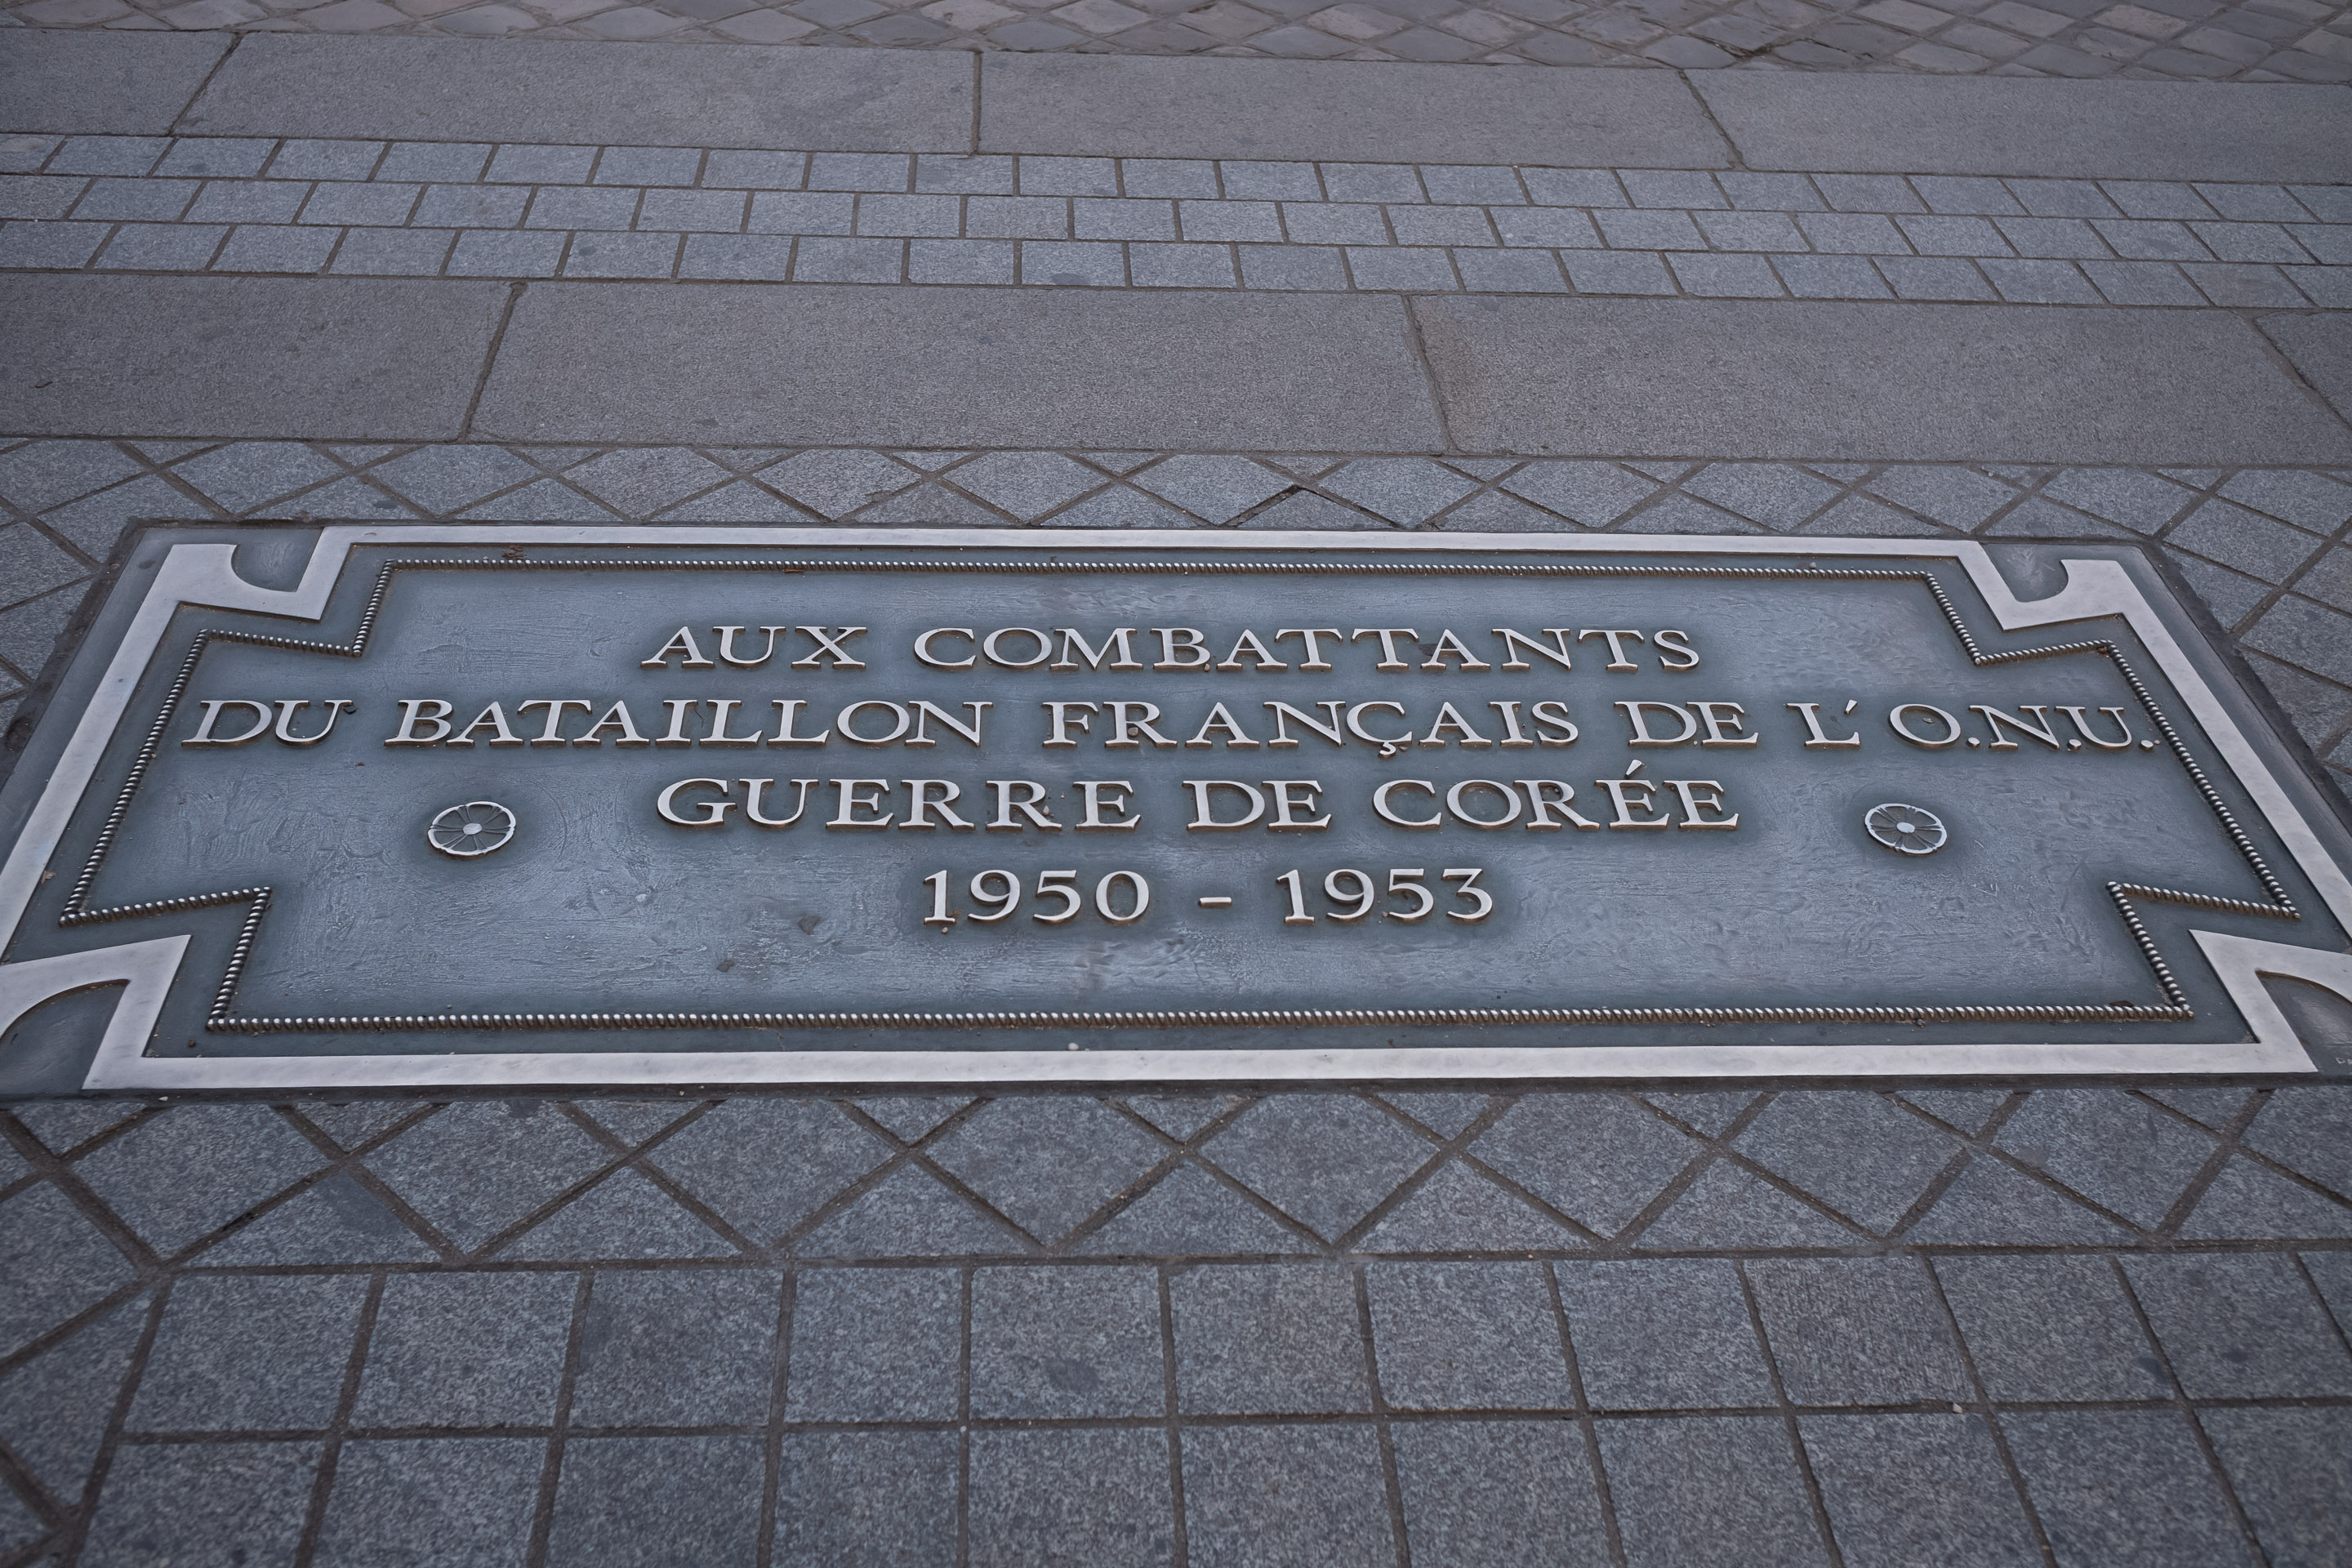 AUX COMBATTANTS
DU BATAILLON FRANÇAIS DE L´ O.N.U.
GUERRE DE CORÉE
1950 - 1953